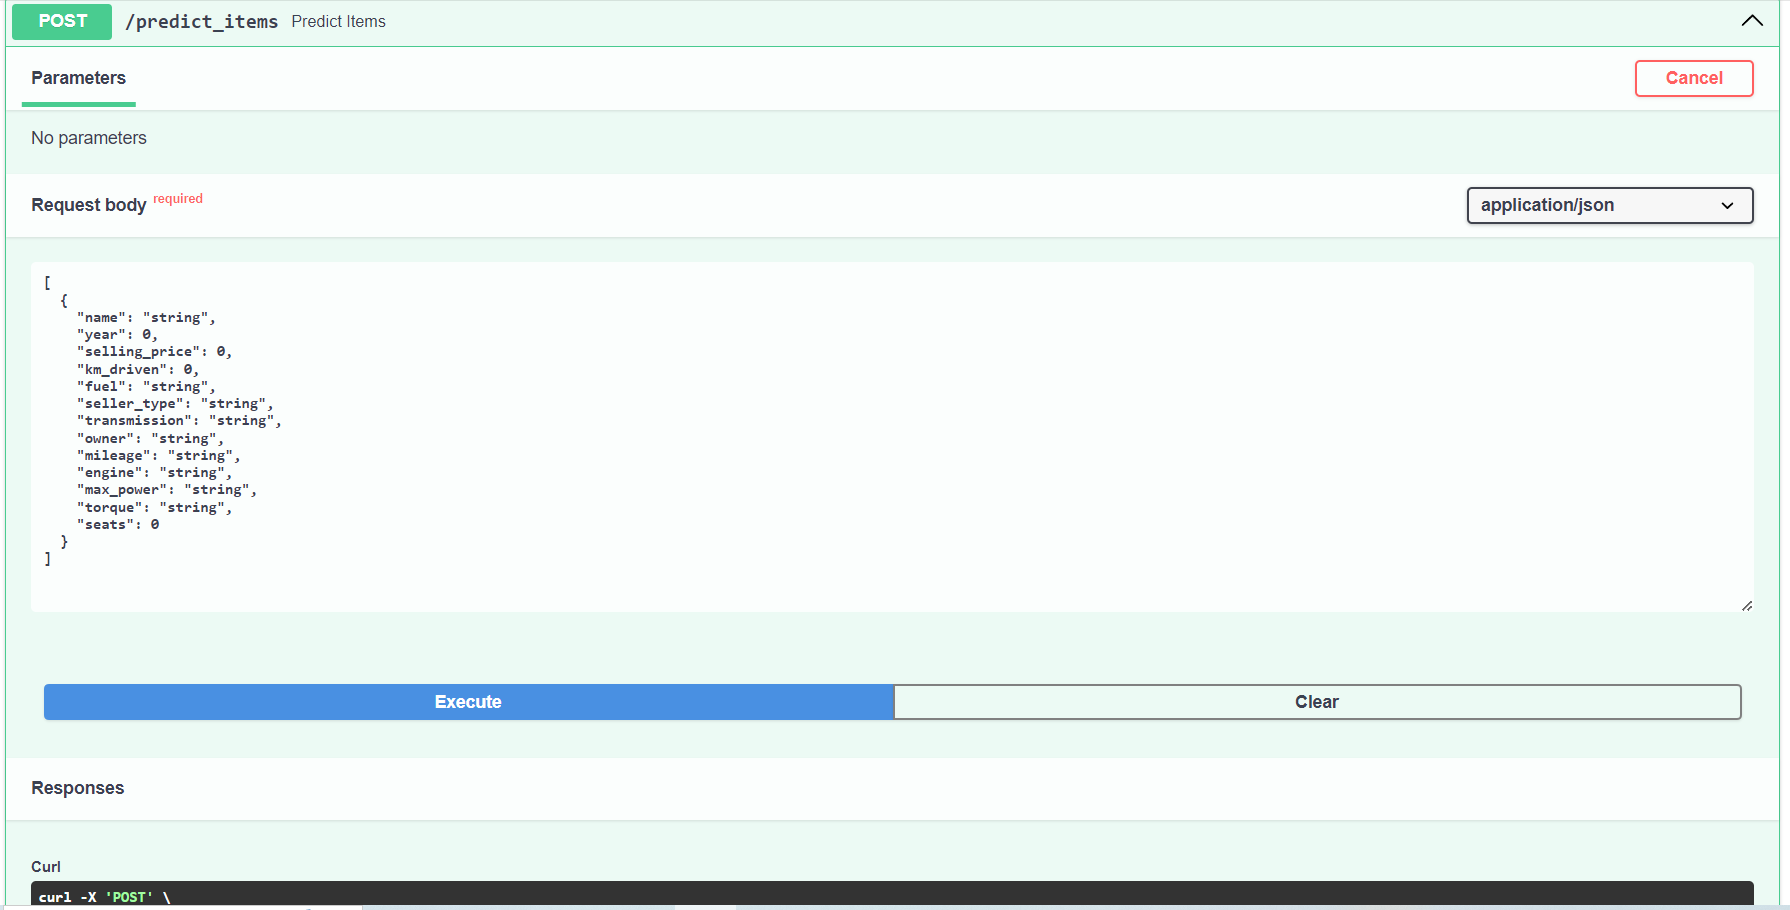 POST /predict_items Predict Items
Parameters
Cancel
No parameters
Request body required
application/json
[
  {
    "name": "string",
    "year": 0,
    "selling_price": 0,
    "km_driven": 0,
    "fuel": "string",
    "seller_type": "string",
    "transmission": "string",
    "owner": "string",
    "mileage": "string",
    "engine": "string",
    "max_power": "string",
    "torque": "string",
    "seats": 0
  }
]
Execute
Clear
Responses
Curl
curl -X 'POST' \